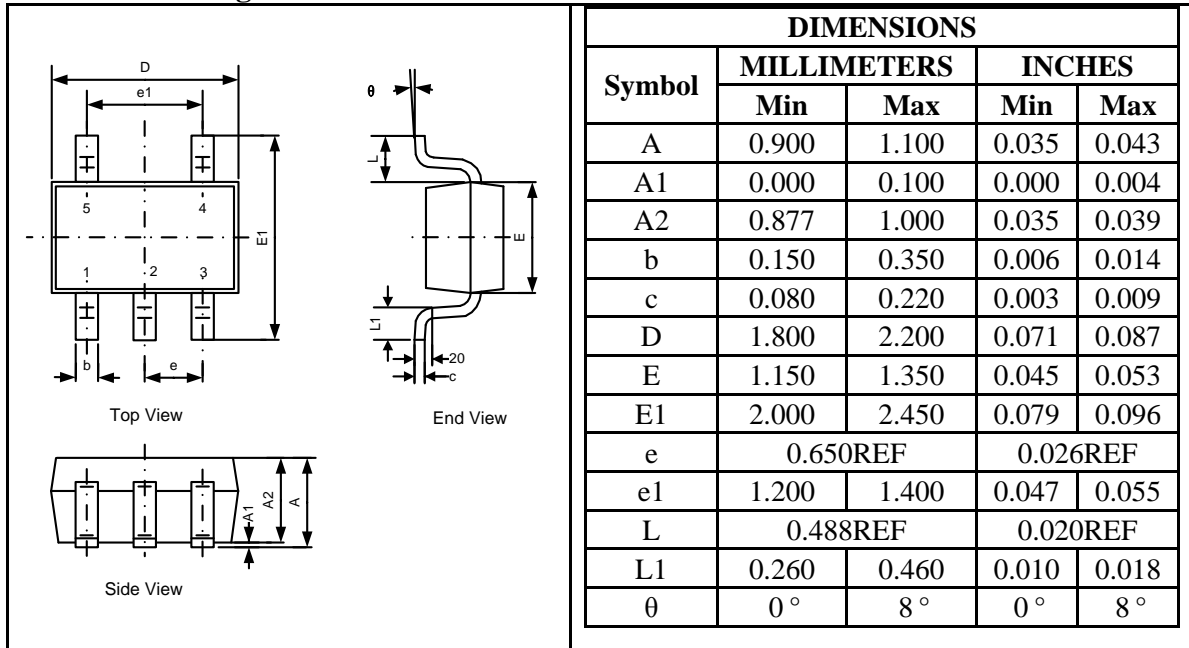 D
e1
5
4
E1
1
2
3
b
e
Top View
θ
L
E
L1
20
c
End View
A1
A2
A
Side View
DIMENSIONS
Symbol MILLIMETERS INCHES
Min Max Min Max
A 0.900 1.100 0.035 0.043
A1 0.000 0.100 0.000 0.004
A2 0.877 1.000 0.035 0.039
b 0.150 0.350 0.006 0.014
c 0.080 0.220 0.003 0.009
D 1.800 2.200 0.071 0.087
E 1.150 1.350 0.045 0.053
E1 2.000 2.450 0.079 0.096
e 0.650REF 0.026REF
e1 1.200 1.400 0.047 0.055
L 0.488REF 0.020REF
L1 0.260 0.460 0.010 0.018
θ 0° 8° 0° 8°